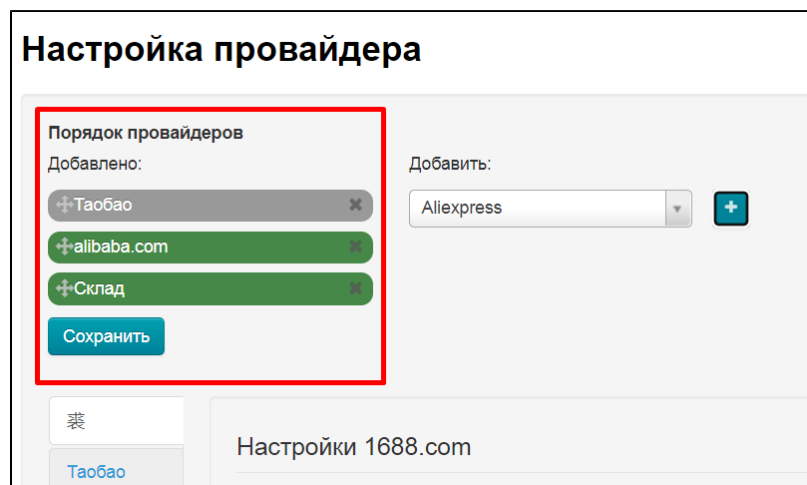 Настройка провайдера
Порядок провайдеров
Добавлено:
Добавить:
Таобао
Aliexpress
alibaba.com
Склад
Сохранить
裘
Настройки 1688.com
Таобао